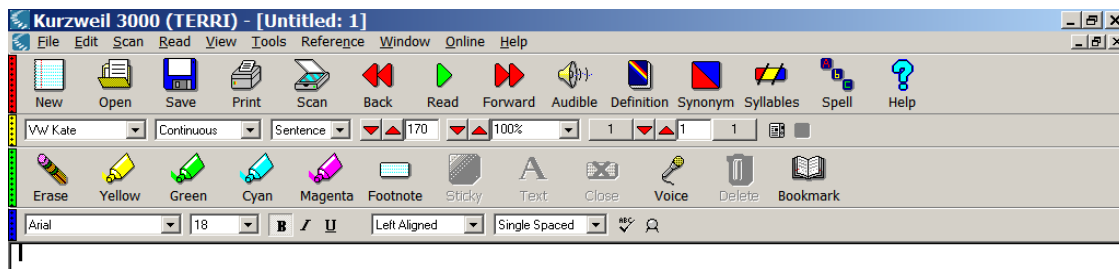 Kurzweil 3000 (TERRI) - [Untitled: 1]
File Edit Scan Read View Tools Reference Window Online Help
New Open Save Print Scan Back Read Forward Audible Definition Synonym Syllables Spell Help
VW Kate Continuous Sentence 170 100% 1 1 1
Erase Yellow Green Cyan Magenta Footnote Sticky Text Close Voice Delete Bookmark
Arial 18 B I U Left Aligned Single Spaced ABC